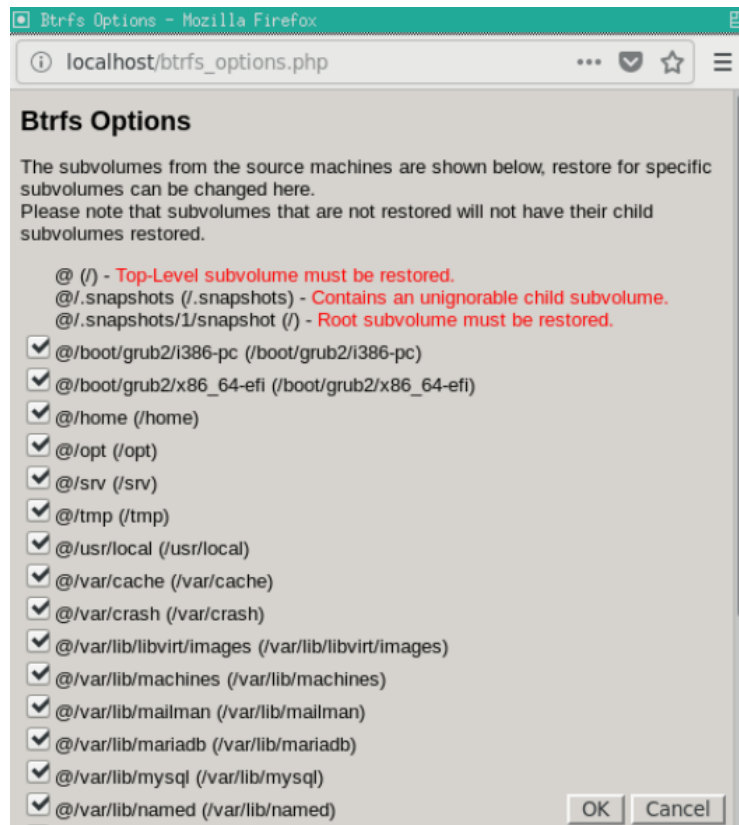 Btrfs Options - Mozilla Firefox
localhost/btrfs_options.php
Btrfs Options
The subvolumes from the source machines are shown below, restore for specific
subvolumes can be changed here.
Please note that subvolumes that are not restored will not have their child
subvolumes restored.
@ (/) - Top-Level subvolume must be restored.
@/.snapshots (/.snapshots) - Contains an unignorable child subvolume.
@/.snapshots/1/snapshot (/) - Root subvolume must be restored.
@/boot/grub2/i386-pc (/boot/grub2/i386-pc)
@/boot/grub2/x86_64-efi (/boot/grub2/x86_64-efi)
@/home (/home)
@/opt (/opt)
@/srv (/srv)
@/tmp (/tmp)
@/usr/local (/usr/local)
@/var/cache (/var/cache)
@/var/crash (/var/crash)
@/var/lib/libvirt/images (/var/lib/libvirt/images)
@/var/lib/machines (/var/lib/machines)
@/var/lib/mailman (/var/lib/mailman)
@/var/lib/mariadb (/var/lib/mariadb)
@/var/lib/mysql (/var/lib/mysql)
@/var/lib/named (/var/lib/named)
OK Cancel